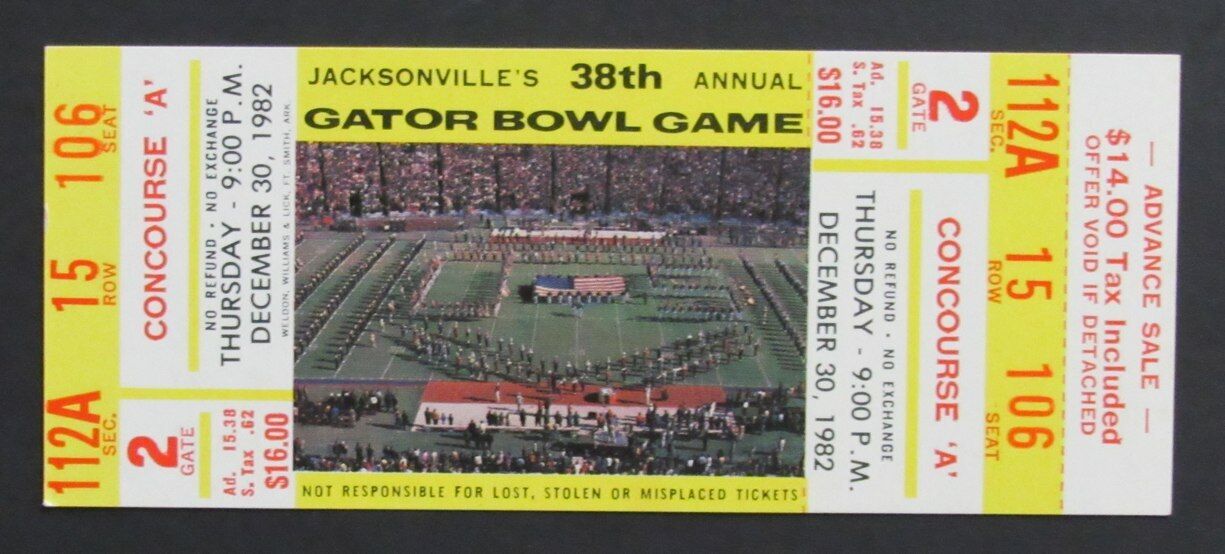 106 SEAT
15 ROW
112A SEC.
CONCOURSE 'A'
NO REFUND · NO EXCHANGE
THURSDAY - 9:00 P.M.
DECEMBER 30, 1982
WELDON, WILLIAMS & LICK, FT. SMITH, ARK.
2
GATE
Ad. 15.38
S. Tax .62
$16.00
JACKSONVILLE'S 38th ANNUAL
GATOR BOWL GAME
NOT RESPONSIBLE FOR LOST, STOLEN OR MISPLACED TICKETS
Ad. 15.38
S. Tax .62
$16.00
2
GATE
CONCOURSE 'A'
NO REFUND · NO EXCHANGE
THURSDAY - 9:00 P.M.
DECEMBER 30, 1982
112A
SEC.
15
ROW
106
SEAT
— ADVANCE SALE —
$14.00 Tax Included
OFFER VOID IF DETACHED